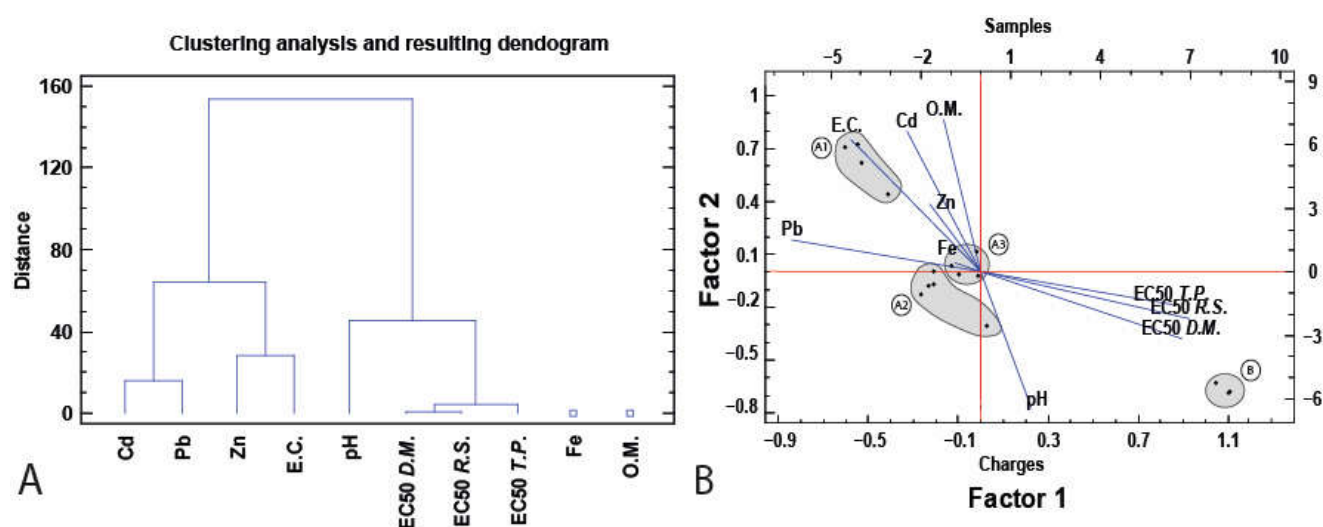 Clustering analysis and resulting dendogram
Distance
160
120
80
40
0
Cd
Pb
Zn
E.C.
pH
EC50 D.M.
EC50 R.S.
EC50 T.P.
Fe
O.M.
A
Samples
−5 −2 1 4 7 10
Factor 2
1
0.7
0.4
0.1
−0.2
−0.5
−0.8
9
6
3
0
−3
−6
O.M.
Cd
E.C.
A1
Zn
Pb
Fe
A3
A2
EC50 T.P.
EC50 R.S.
EC50 D.M.
B
pH
−0.9 −0.5 −0.1 0.3 0.7 1.1
Charges
Factor 1
B